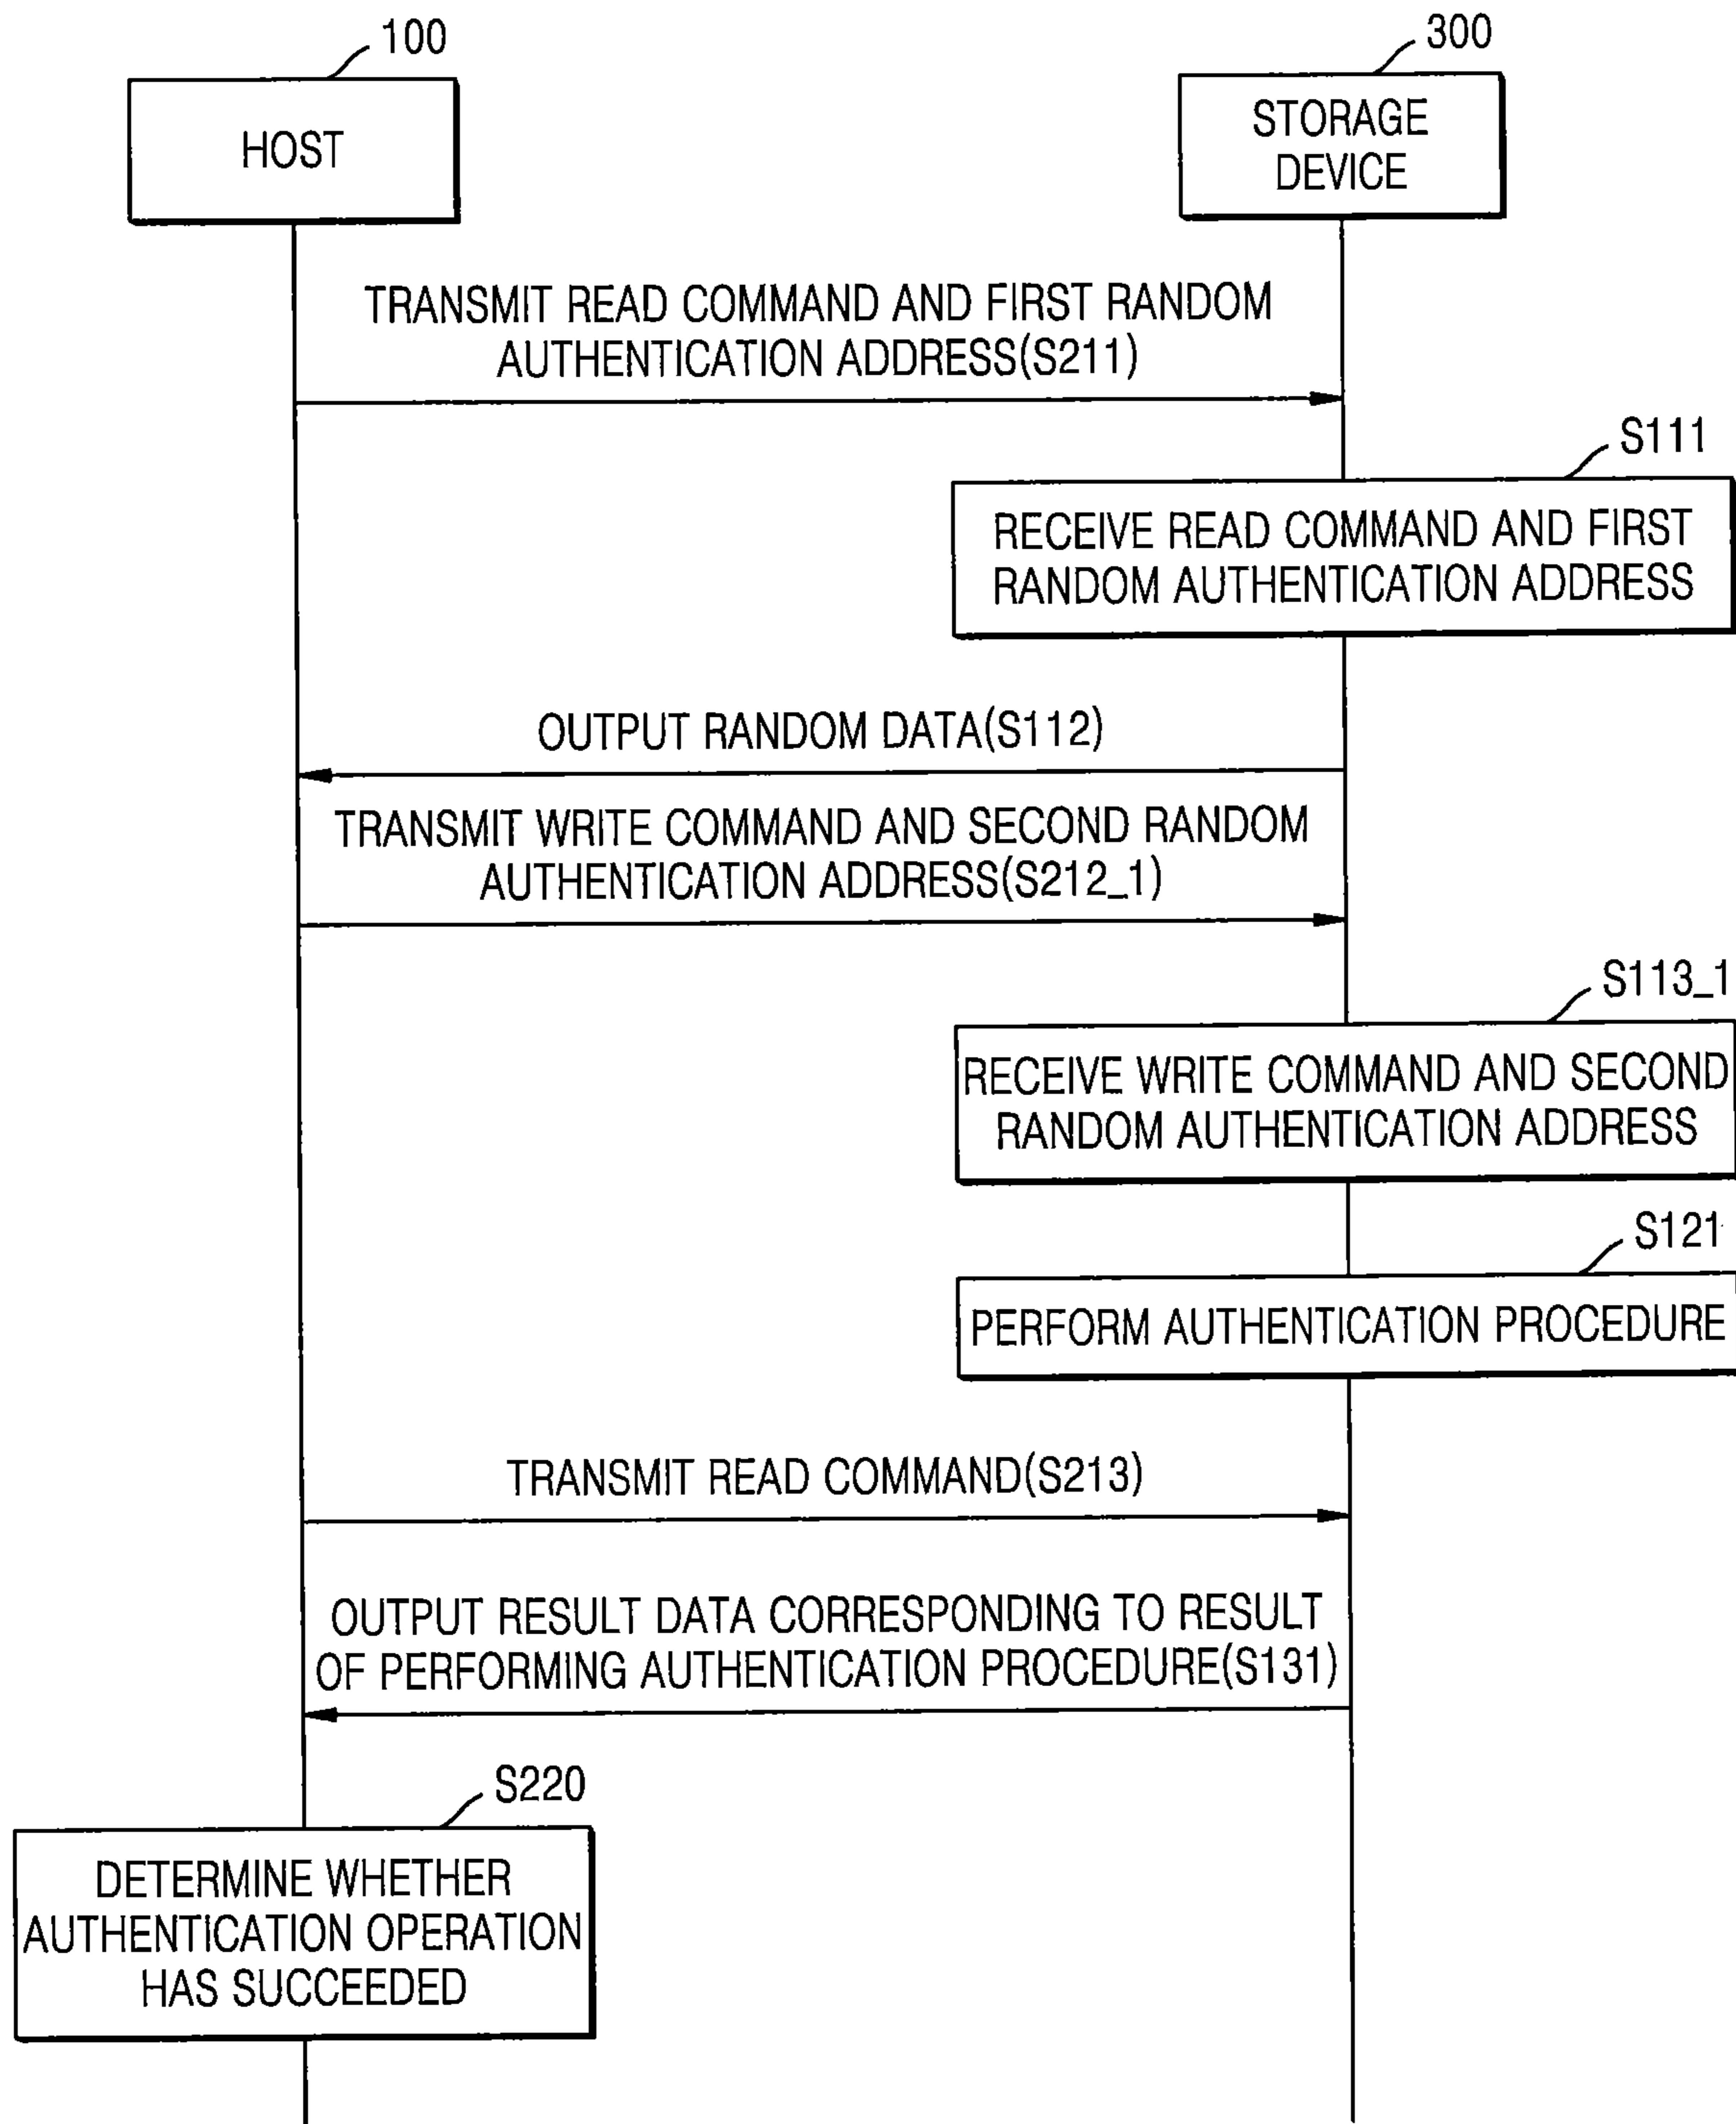 100
300
HOST
STORAGE
DEVICE
TRANSMIT READ COMMAND AND FIRST RANDOM
AUTHENTICATION ADDRESS(S211)
S111
RECEIVE READ COMMAND AND FIRST
RANDOM AUTHENTICATION ADDRESS
OUTPUT RANDOM DATA(S112)
TRANSMIT WRITE COMMAND AND SECOND RANDOM
AUTHENTICATION ADDRESS(S212_1)
S113_1
RECEIVE WRITE COMMAND AND SECOND
RANDOM AUTHENTICATION ADDRESS
S121
PERFORM AUTHENTICATION PROCEDURE
TRANSMIT READ COMMAND(S213)
OUTPUT RESULT DATA CORRESPONDING TO RESULT
OF PERFORMING AUTHENTICATION PROCEDURE(S131)
S220
DETERMINE WHETHER
AUTHENTICATION OPERATION
HAS SUCCEEDED